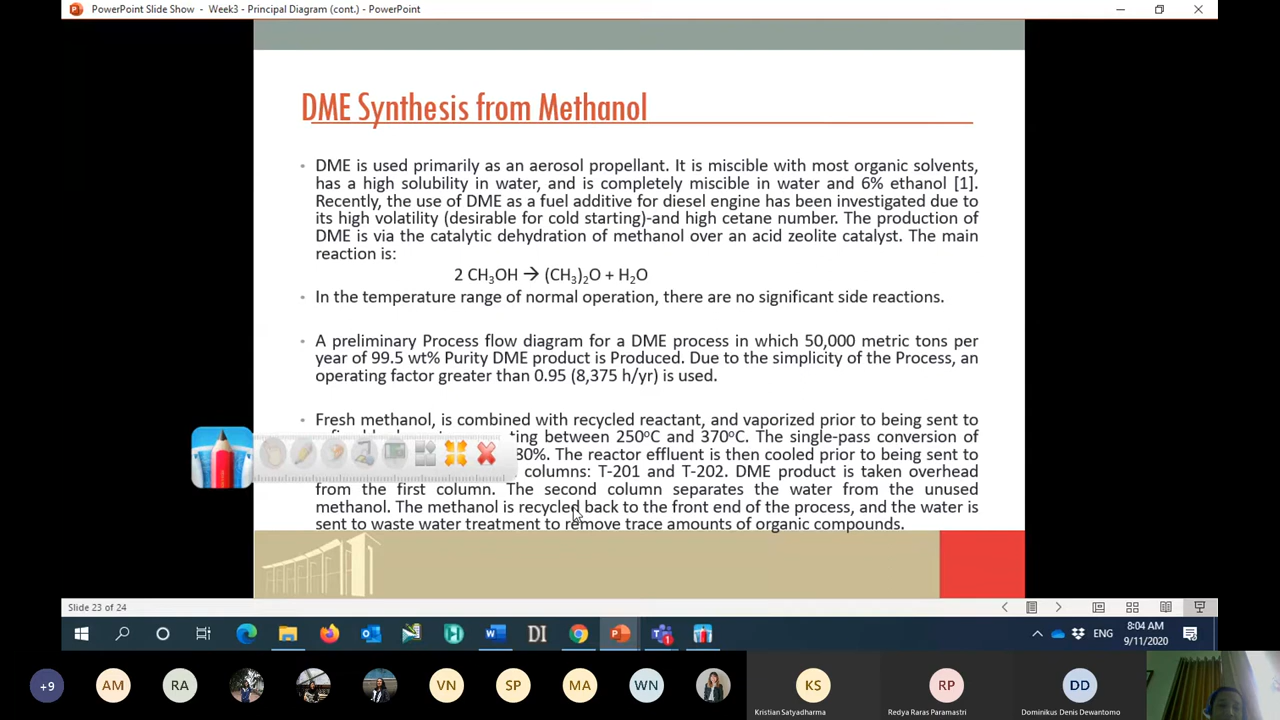 PowerPoint Slide Show - Week3 - Principal Diagram (cont.) - PowerPoint
DME Synthesis from Methanol
• DME is used primarily as an aerosol propellant. It is miscible with most organic solvents,
has a high solubility in water, and is completely miscible in water and 6% ethanol [1].
Recently, the use of DME as a fuel additive for diesel engine has been investigated due to
its high volatility (desirable for cold starting)-and high cetane number. The production of
DME is via the catalytic dehydration of methanol over an acid zeolite catalyst. The main
reaction is:
2 CH₃OH → (CH₃)₂O + H₂O
• In the temperature range of normal operation, there are no significant side reactions.
• A preliminary Process flow diagram for a DME process in which 50,000 metric tons per
year of 99.5 wt% Purity DME product is Produced. Due to the simplicity of the Process, an
operating factor greater than 0.95 (8,375 h/yr) is used.
• Fresh methanol, is combined with recycled reactant, and vaporized prior to being sent to
between 250°C and 370°C. The single-pass conversion of
80%. The reactor effluent is then cooled prior to being sent to
columns: T-201 and T-202. DME product is taken overhead
from the first column. The second column separates the water from the unused
methanol. The methanol is recycled back to the front end of the process, and the water is
sent to waste water treatment to remove trace amounts of organic compounds.
Slide 23 of 24
DI
ENG
8:04 AM
9/11/2020
+9
AM
RA
VN
SP
MA
WN
KS
RP
DD
Kristian Satyadharma
Redya Raras Paramastri
Dominikus Denis Dewantomo